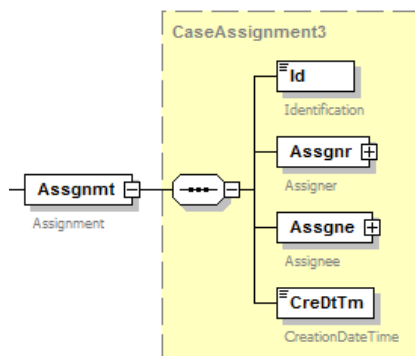 CaseAssignment3
Id
Identification
Assgnr
Assigner
Assgnmt
Assignment
Assgne
Assignee
CreDtTm
CreationDateTime